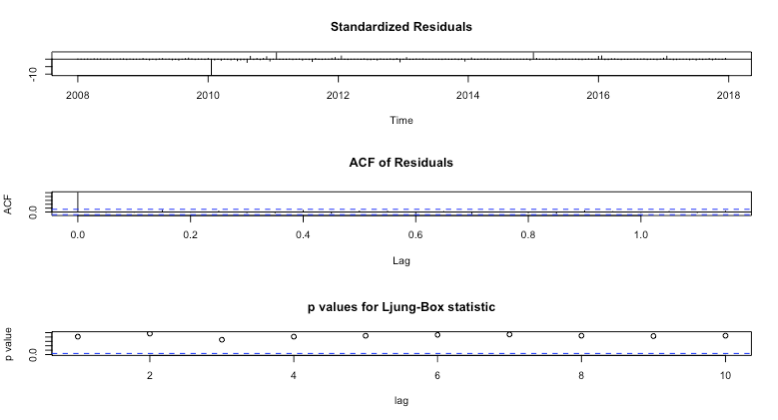 Standardized Residuals
-10
2008 2010 2012 2014 2016 2018
Time
ACF of Residuals
ACF
0.0
0.0 0.2 0.4 0.6 0.8 1.0
Lag
p values for Ljung-Box statistic
p value
0.0
2 4 6 8 10
lag